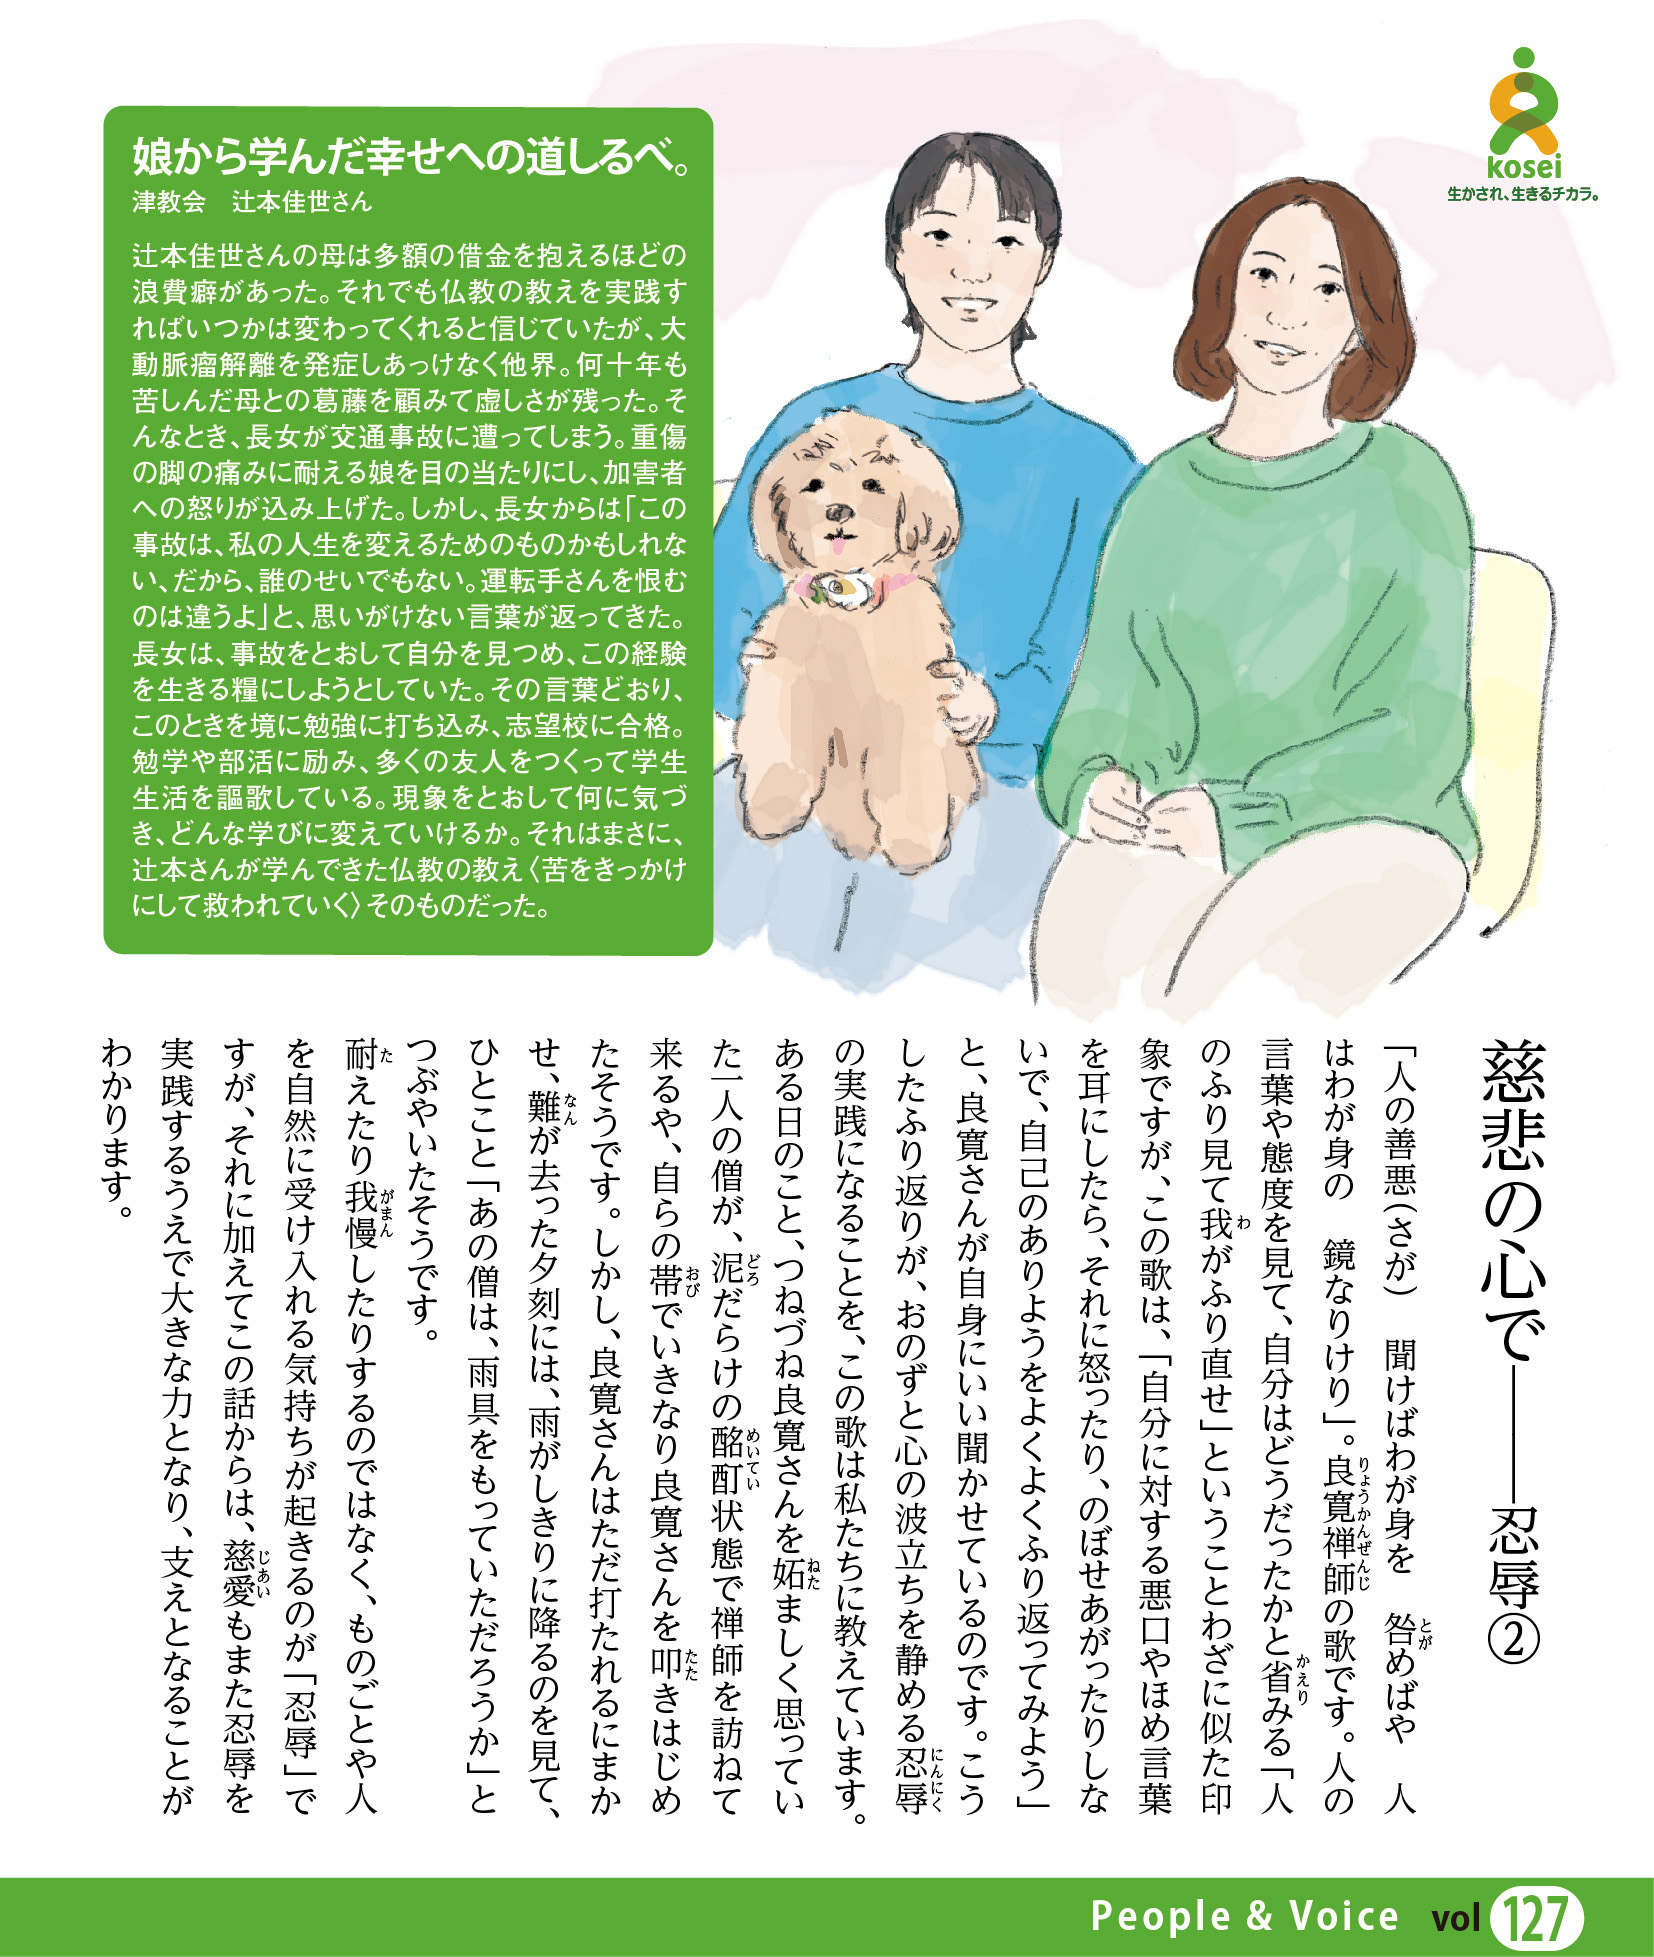 kosei
生かされ、生きるチカラ。
娘から学んだ幸せへの道しるべ。
津教会　辻本佳世さん
辻本佳世さんの母は多額の借金を抱えるほどの
浪費癖があった。それでも仏教の教えを実践す
ればいつかは変わってくれると信じていたが、大
動脈瘤解離を発症しあっけなく他界。何十年も
苦しんだ母との葛藤を顧みて虚しさが残った。そ
んなとき、長女が交通事故に遭ってしまう。重傷
の脚の痛みに耐える娘を目の当たりにし、加害者
への怒りが込み上げた。しかし、長女からは「この
事故は、私の人生を変えるためのものかもしれな
い、だから、誰のせいでもない。運転手さんを恨む
のは違うよ」と、思いがけない言葉が返ってきた。
長女は、事故をとおして自分を見つめ、この経験
を生きる糧にしようとしていた。その言葉どおり、
このときを境に勉強に打ち込み、志望校に合格。
勉学や部活に励み、多くの友人をつくって学生
生活を謳歌している。現象をとおして何に気づ
き、どんな学びに変えていけるか。それはまさに、
辻本さんが学んできた仏教の教え〈苦をきっかけ
にして救われていく〉そのものだった。
慈悲の心で――忍辱②
「人の善悪(さが)　聞けばわが身を　咎めばや　人
はわが身の　鏡なりけり」。良寛禅師の歌です。人の
言葉や態度を見て、自分はどうだったかと省みる「人
のふり見て我がふり直せ」ということわざに似た印
象ですが、この歌は、「自分に対する悪口やほめ言葉
を耳にしたら、それに怒ったり、のぼせあがったりしな
いで、自己のありようをよくよくふり返ってみよう」
と、良寛さんが自身にいい聞かせているのです。こう
したふり返りが、おのずと心の波立ちを静める忍辱
の実践になることを、この歌は私たちに教えています。
ある日のこと、つねづね良寛さんを妬ましく思ってい
た一人の僧が、泥だらけの酩酊状態で禅師を訪ねて
来るや、自らの帯でいきなり良寛さんを叩きはじめ
たそうです。しかし、良寛さんはただ打たれるにまか
せ、難が去った夕刻には、雨がしきりに降るのを見て、
ひとこと「あの僧は、雨具をもっていただろうか」と
つぶやいたそうです。
耐えたり我慢したりするのではなく、ものごとや人
を自然に受け入れる気持ちが起きるのが「忍辱」で
すが、それに加えてこの話からは、慈愛もまた忍辱を
実践するうえで大きな力となり、支えとなることが
わかります。
People & Voice　vol 127